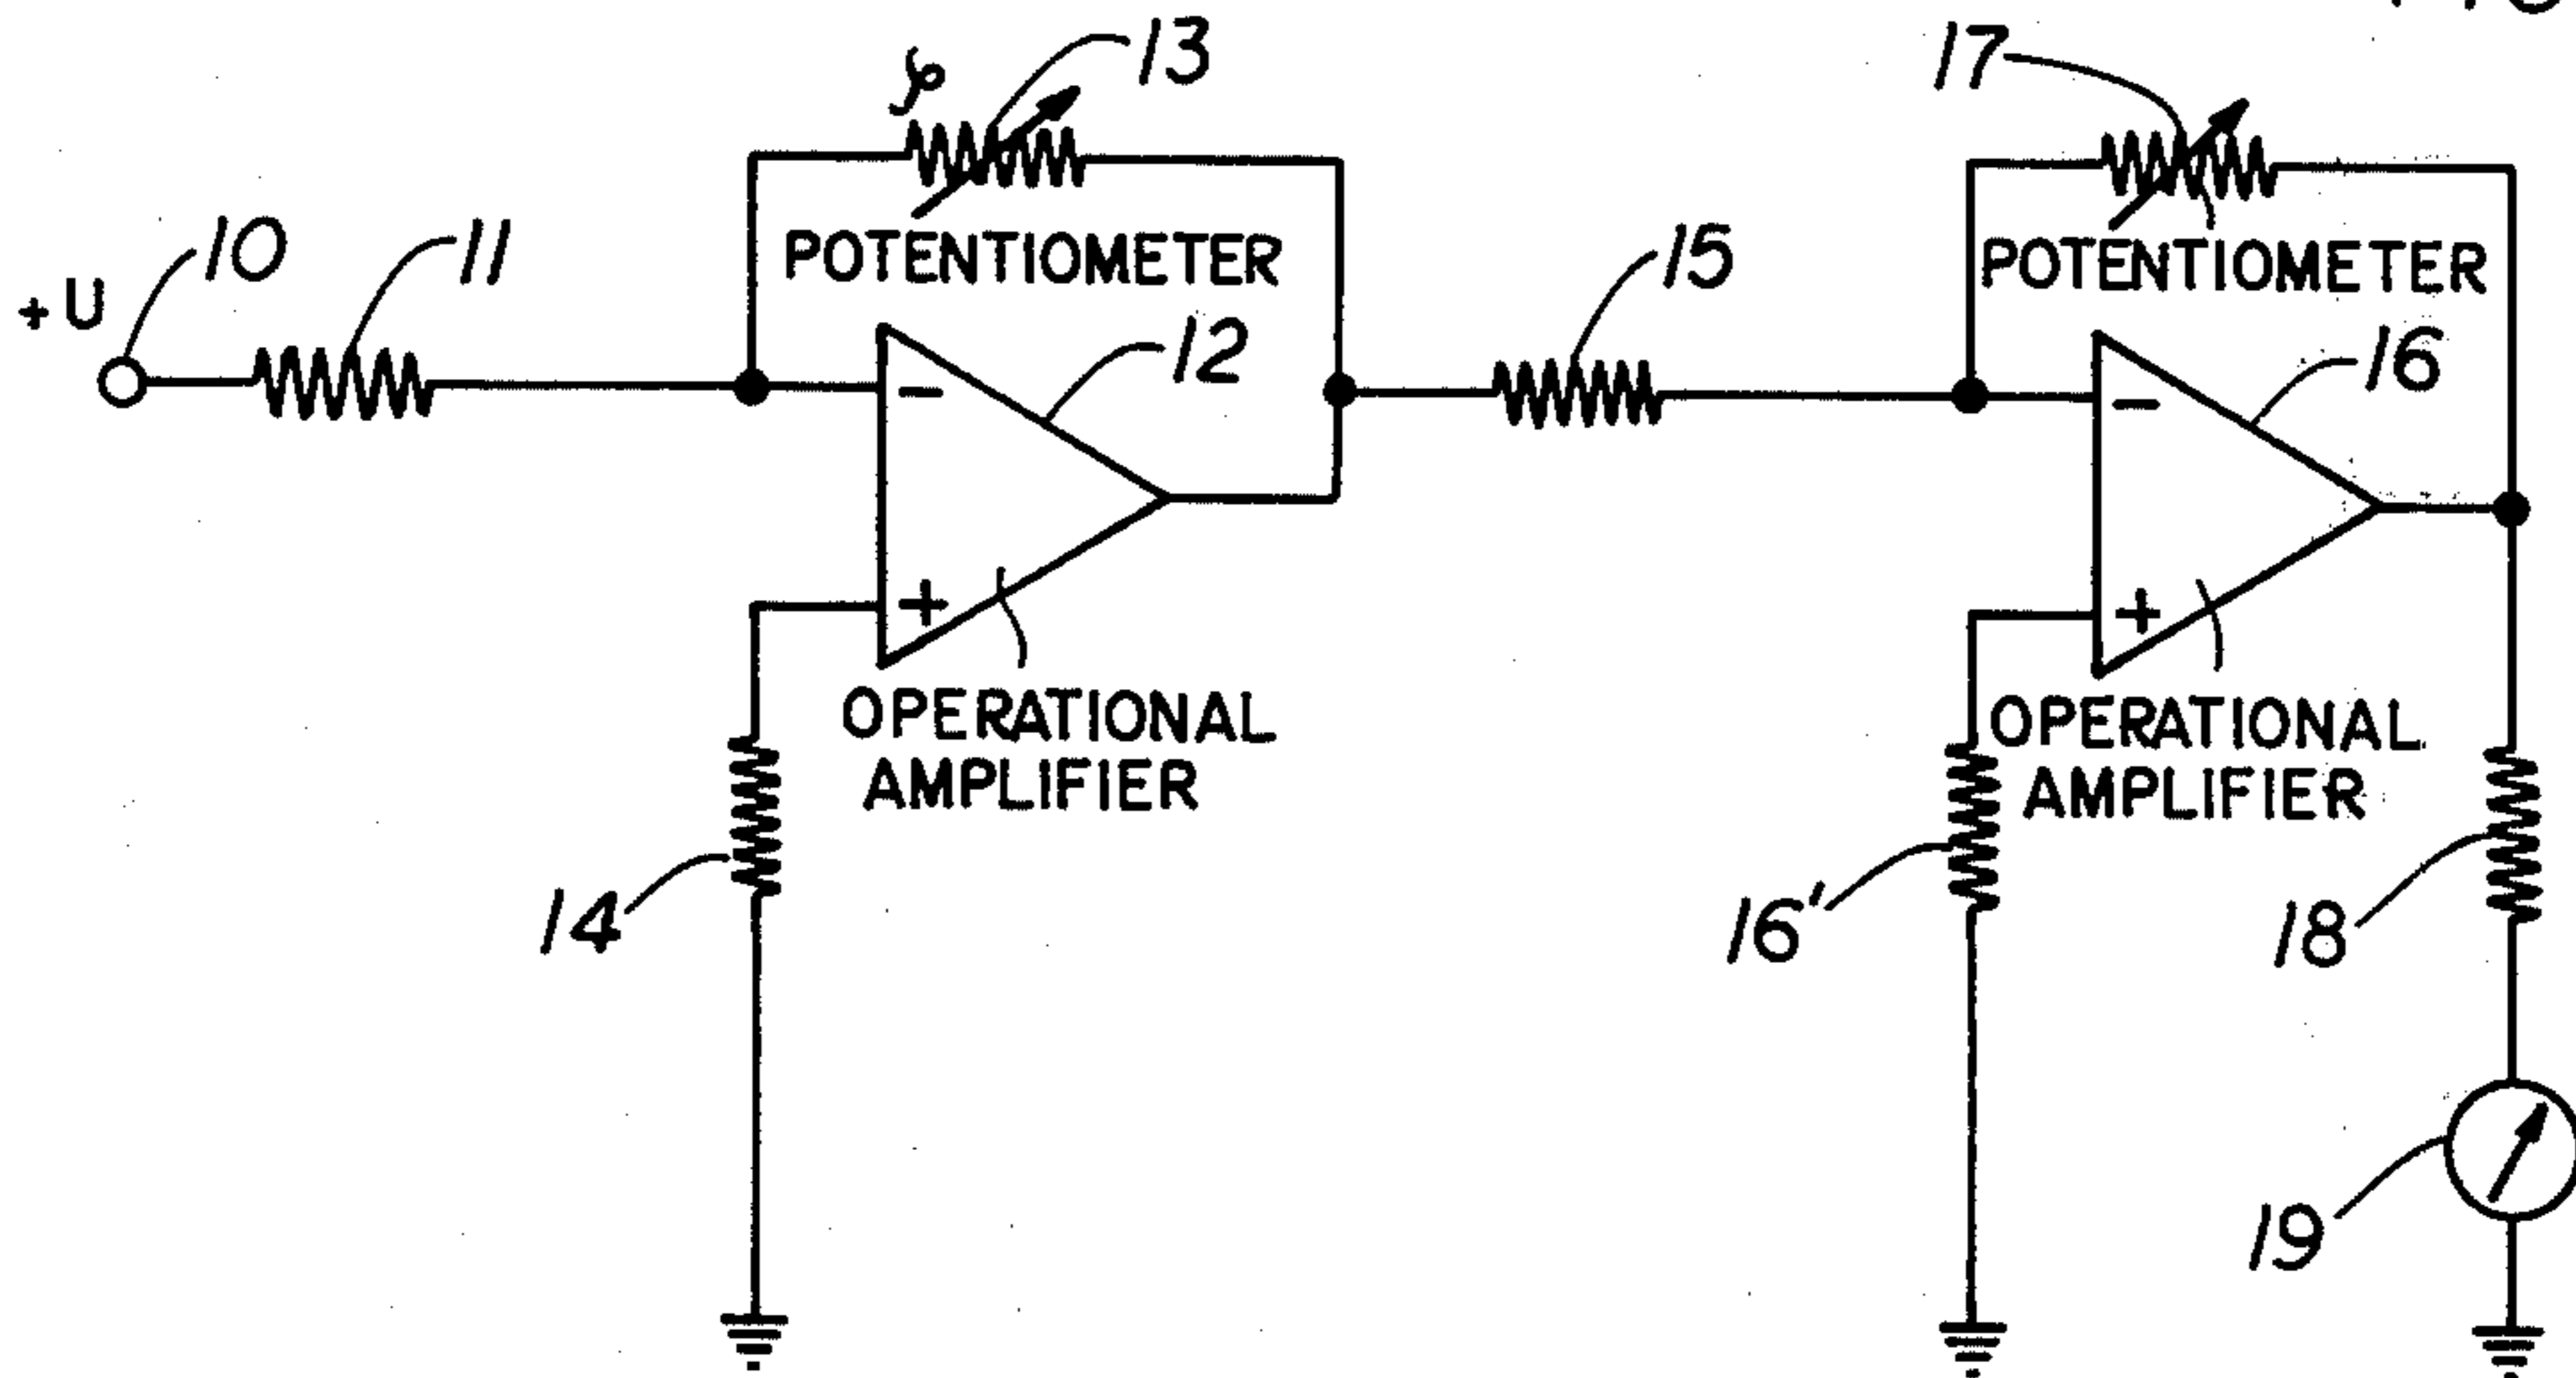 13
17
φ
10
11
+U
POTENTIOMETER
POTENTIOMETER
15
12
16
-
-
+
+
OPERATIONAL
AMPLIFIER
OPERATIONAL
AMPLIFIER
14
16'
18
19